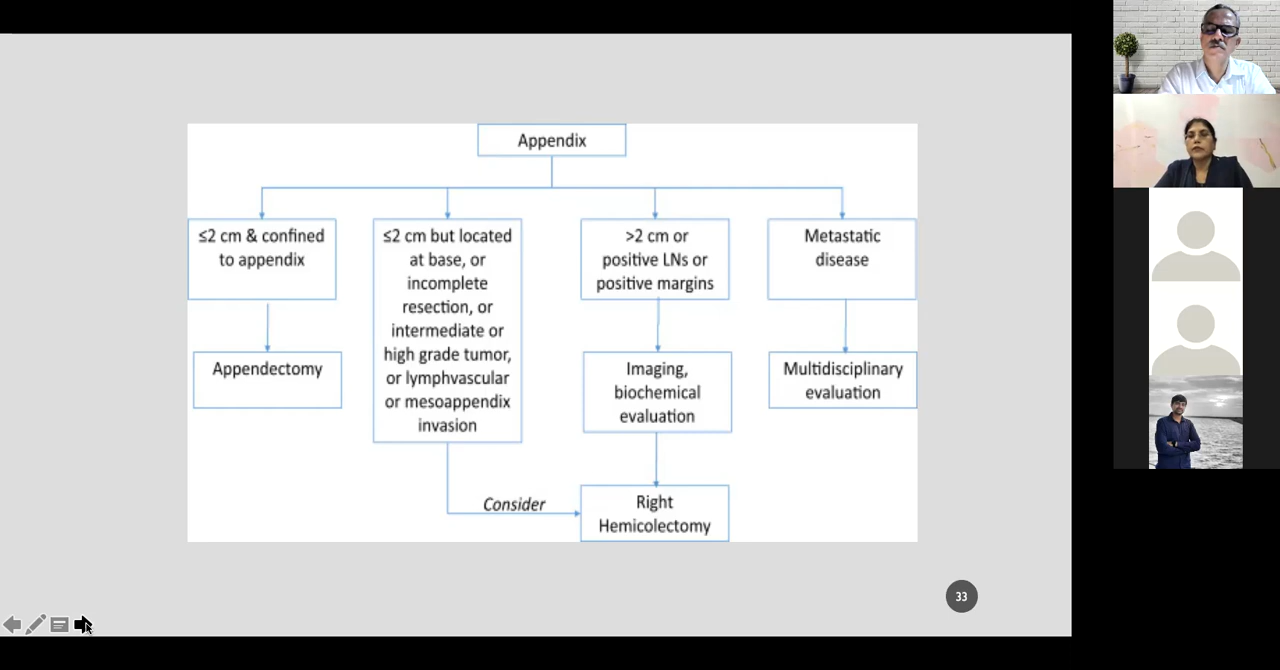 Appendix
≤2 cm & confined
to appendix
≤2 cm but located
at base, or
incomplete
resection, or
intermediate or
high grade tumor,
or lymphvascular
or mesoappendix
invasion
>2 cm or
positive LNs or
positive margins
Metastatic
disease
Appendectomy
Imaging,
biochemical
evaluation
Multidisciplinary
evaluation
Consider
Right
Hemicolectomy
33